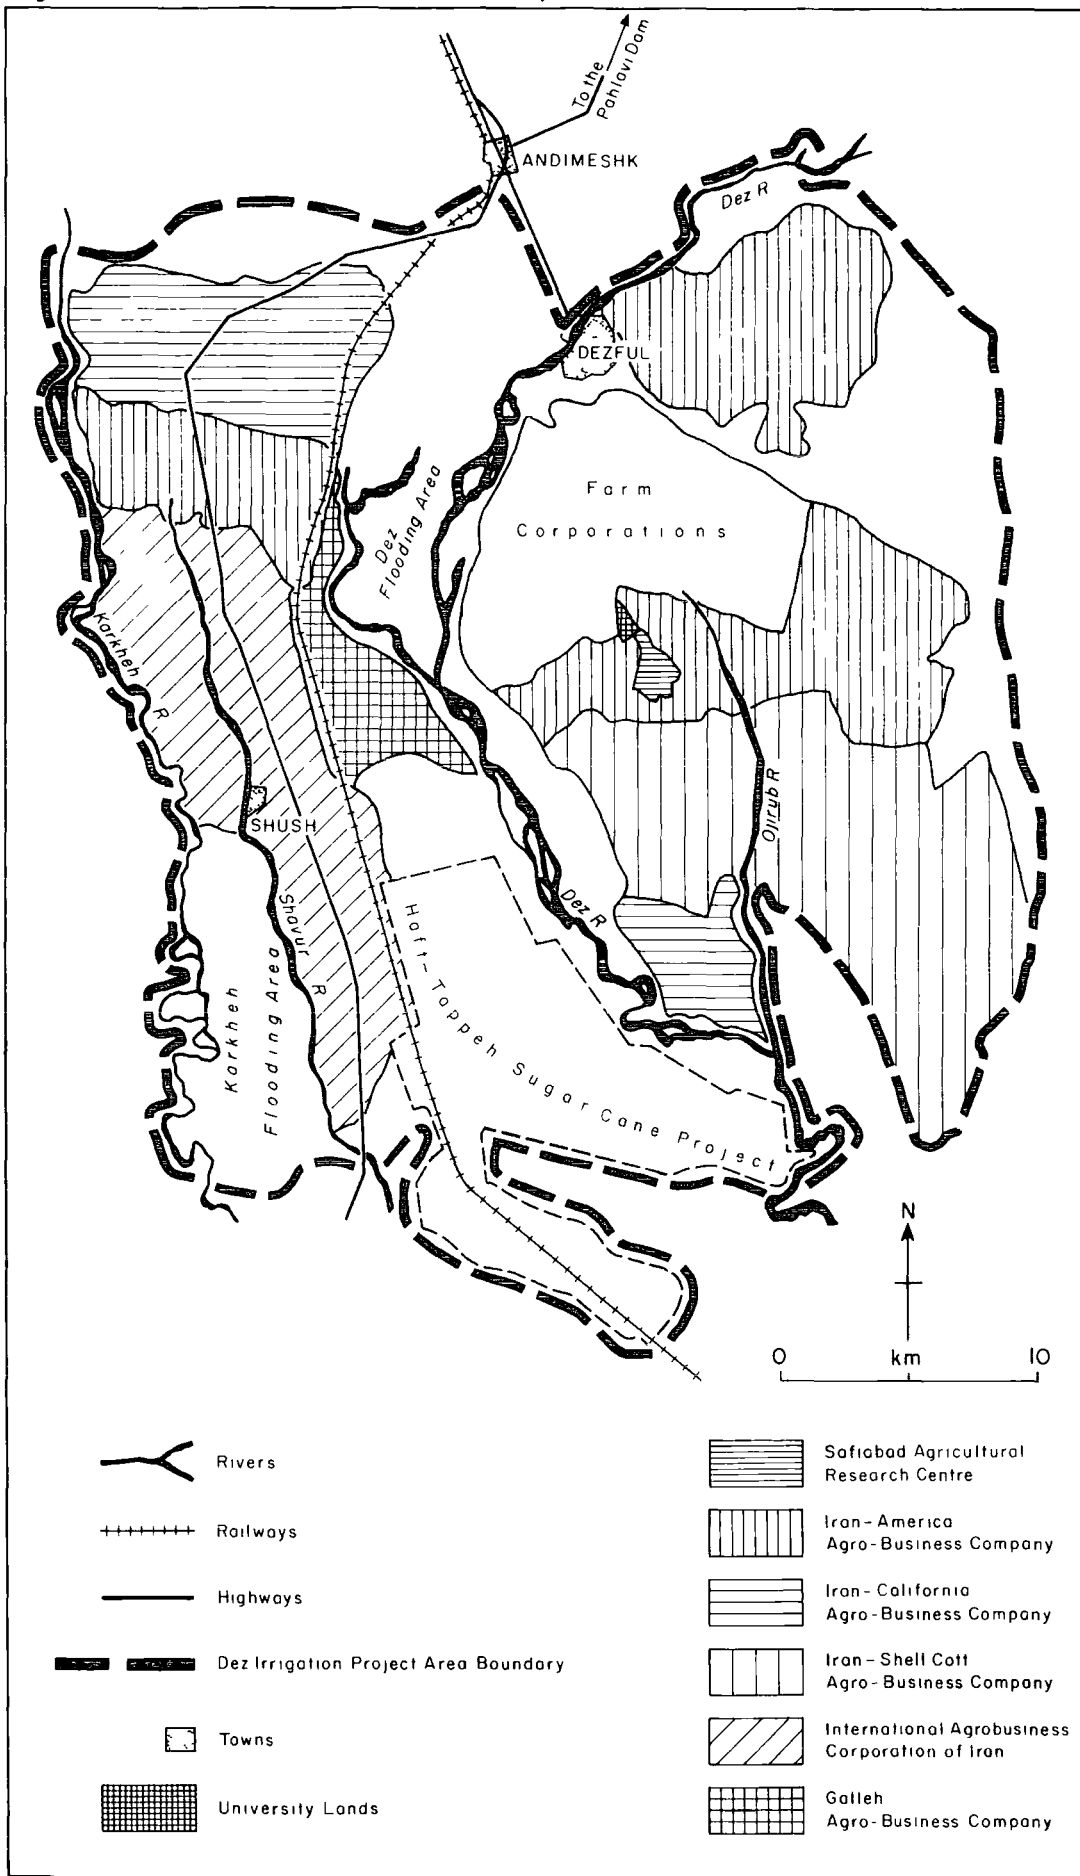 To the
Pahlavi Dam
ANDIMESHK
Dez R
DEZFUL
Farm
Corporations
Dez
Flooding Area
Karkheh
R
Ojirub R
SHUSH
Shavur
R
Dez R
Haft-Tappeh Sugar Cane Project
Karkheh
Flooding Area
N
0 km 10
Rivers
Railways
Highways
Dez Irrigation Project Area Boundary
Towns
University Lands
Safiabad Agricultural
Research Centre
Iran-America
Agro-Business Company
Iran-California
Agro-Business Company
Iran-Shell Cott
Agro-Business Company
International Agrobusiness
Corporation of Iran
Galleh
Agro-Business Company